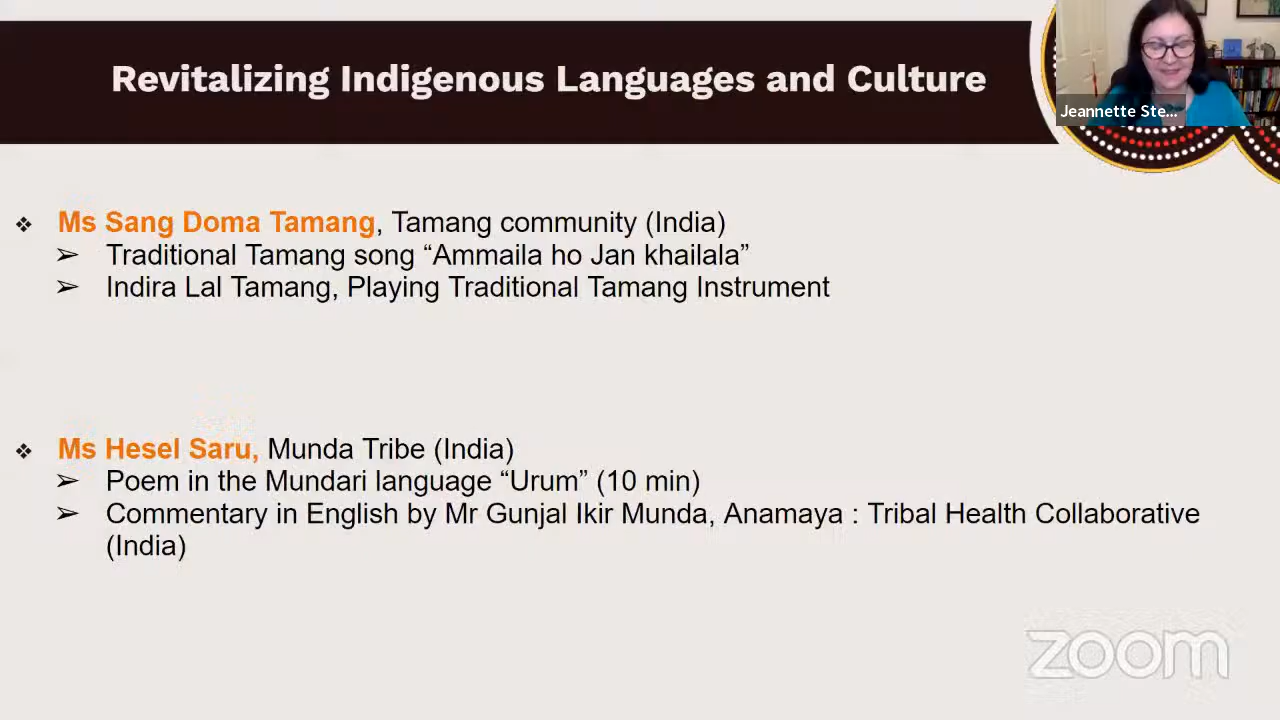 Revitalizing Indigenous Languages and Culture
Jeannette Ste...
❖ Ms Sang Doma Tamang, Tamang community (India)
➢ Traditional Tamang song “Ammaila ho Jan khailala”
➢ Indira Lal Tamang, Playing Traditional Tamang Instrument
❖ Ms Hesel Saru, Munda Tribe (India)
➢ Poem in the Mundari language “Urum” (10 min)
➢ Commentary in English by Mr Gunjal Ikir Munda, Anamaya : Tribal Health Collaborative
(India)
zoom